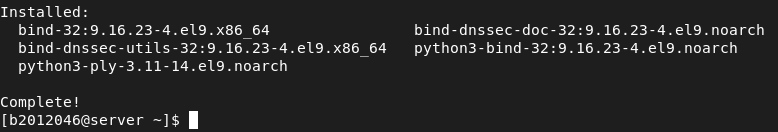 Installed:
bind-32:9.16.23-4.el9.x86_64 bind-dnssec-doc-32:9.16.23-4.el9.noarch
bind-dnssec-utils-32:9.16.23-4.el9.x86_64 python3-bind-32:9.16.23-4.el9.noarch
python3-ply-3.11-14.el9.noarch
Complete!
[b2012046@server ~]$